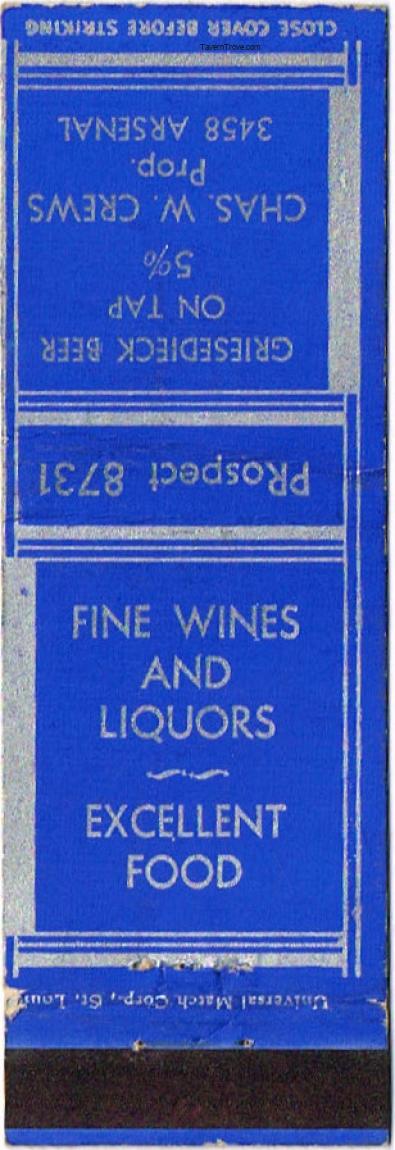 CLOSE COVER BEFORE STRIKING
TavernTrove.com
GRIESEDIECK BEER
ON TAP
5%
CHAS. W. CREWS
Prop.
3458 ARSENAL
PRospect 8731
FINE WINES
AND
LIQUORS
EXCELLENT
FOOD
Universal Match Corp., St. Louis